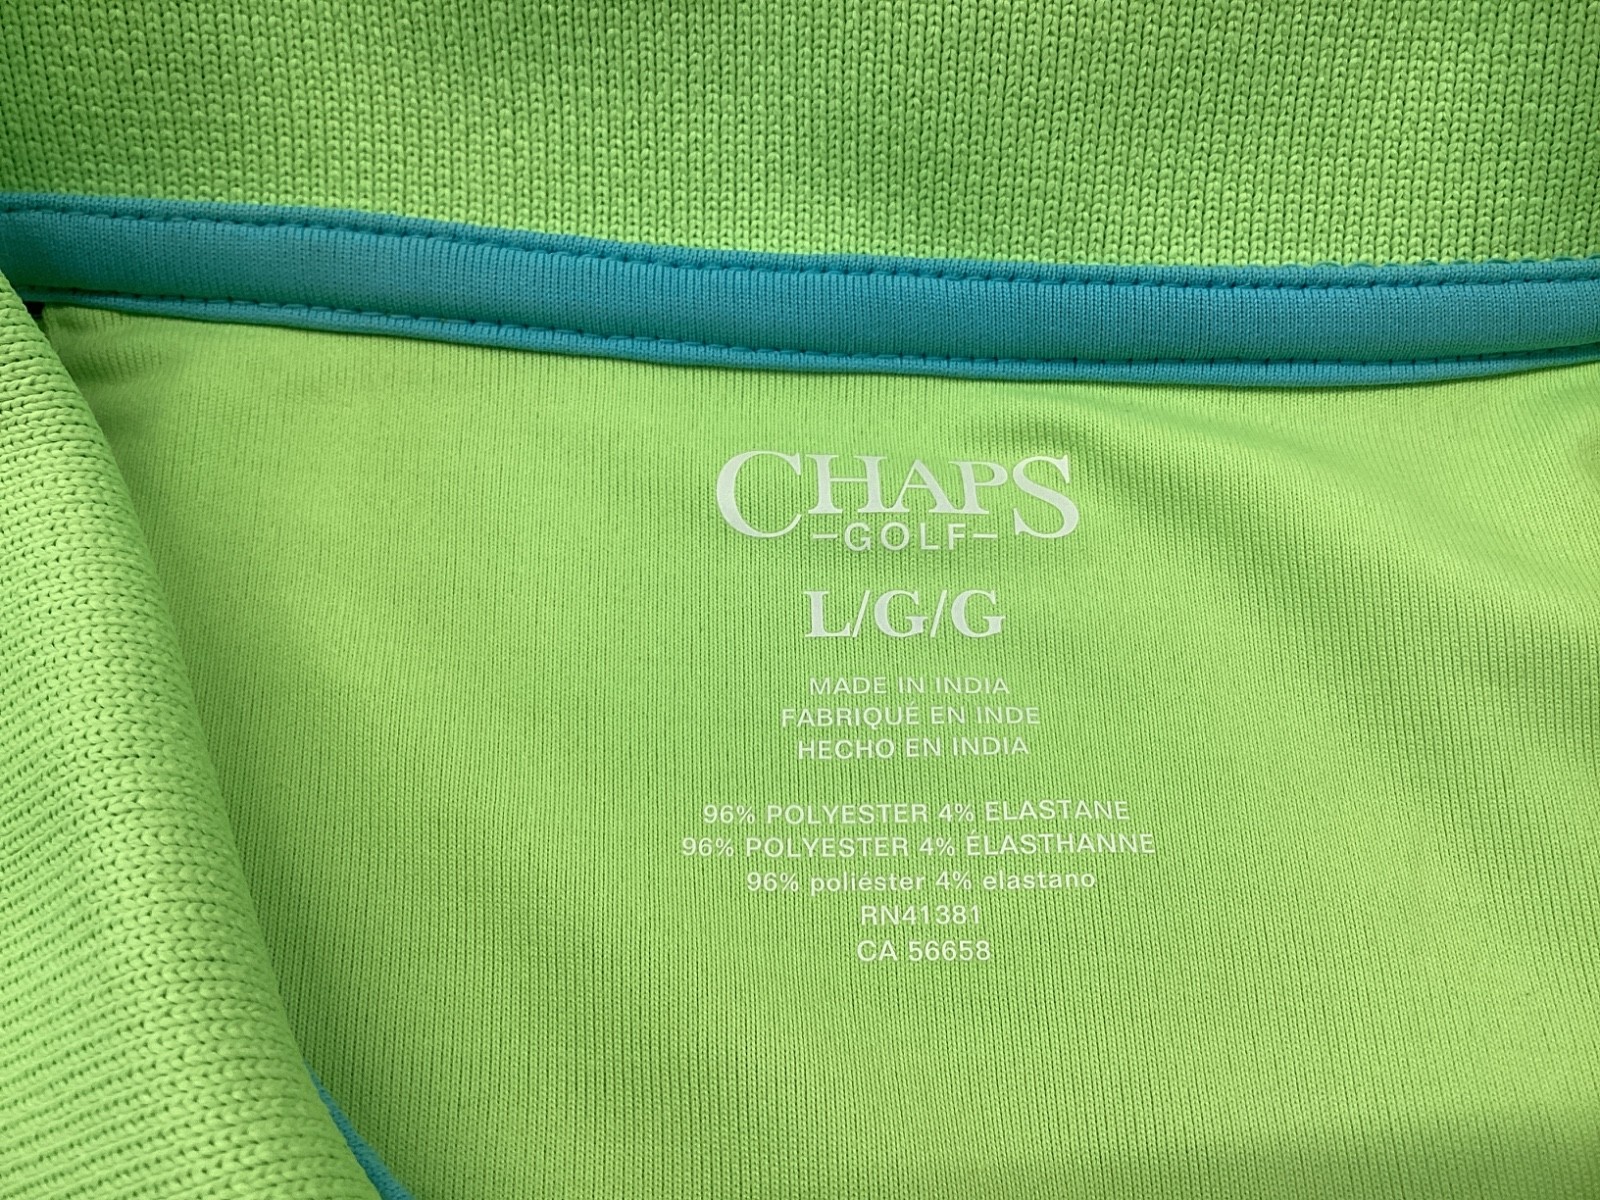 CHAPS
-GOLF-
L/G/G
MADE IN INDIA
FABRIQUÉ EN INDE
HECHO EN INDIA
96% POLYESTER 4% ELASTANE
96% POLYESTER 4% ÉLASTHANNE
96% poliéster 4% elastano
RN41381
CA 56658